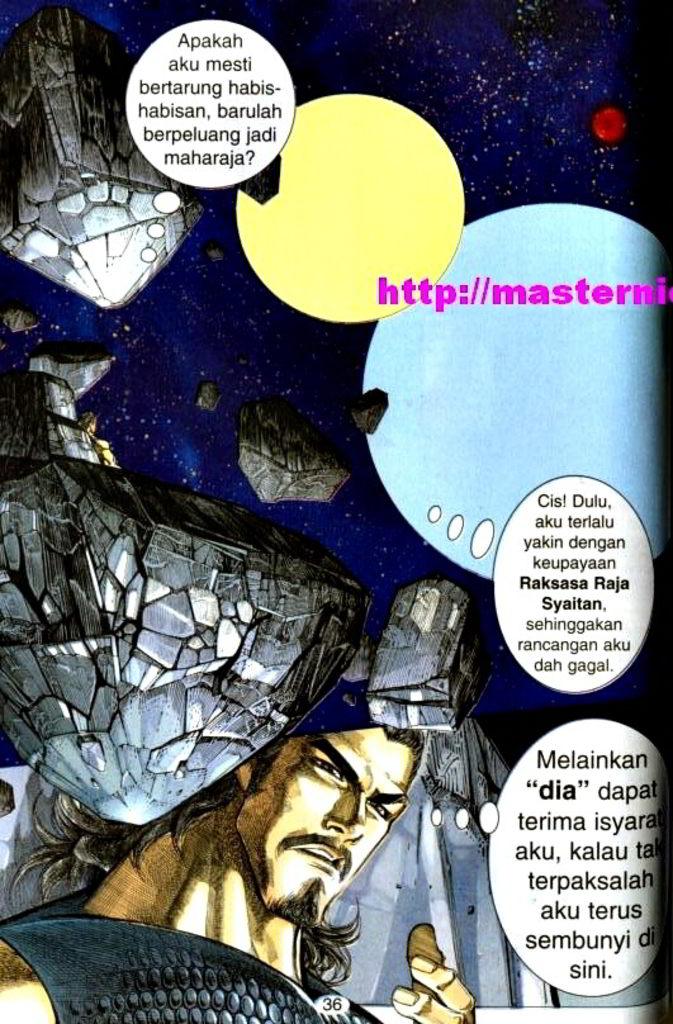 Apakah
aku mesti
bertarung habis-
habisan, barulah
berpeluang jadi
maharaja?
http://masterni
Cis! Dulu,
aku terlalu
yakin dengan
keupayaan
Raksasa Raja
Syaitan,
sehinggakan
rancangan aku
dah gagal.
Melainkan
"dia" dapat
terima isyarat
aku, kalau tak
terpaksalah
aku terus
sembunyi di
sini.
36